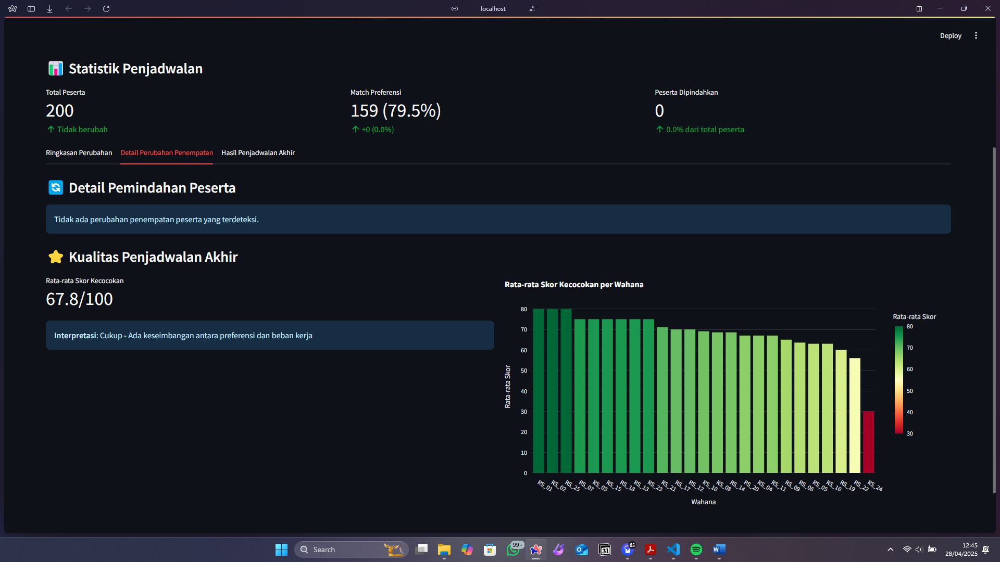 localhost
Deploy
Statistik Penjadwalan
Total Peserta
200
Tidak berubah
Match Preferensi
159 (79.5%)
+0 (0.0%)
Peserta Dipindahkan
0
0.0% dari total peserta
Ringkasan Perubahan
Detail Perubahan Penempatan
Hasil Penjadwalan Akhir
Detail Pemindahan Peserta
Tidak ada perubahan penempatan peserta yang terdeteksi.
Kualitas Penjadwalan Akhir
Rata-rata Skor Kecocokan
67.8/100
Interpretasi: Cukup - Ada keseimbangan antara preferensi dan beban kerja
Rata-rata Skor Kecocokan per Wahana
Rata-rata Skor
80
70
60
50
40
30
20
10
0
RS_01
RS_02
RS_25
RS_07
RS_03
RS_15
RS_18
RS_13
RS_23
RS_21
RS_17
RS_12
RS_10
RS_08
RS_14
RS_20
RS_04
RS_11
RS_09
RS_06
RS_05
RS_16
RS_19
RS_22
RS_24
Wahana
Rata-rata Skor
80
70
60
50
40
30
Search
99+
31
65
12:45
28/04/2025